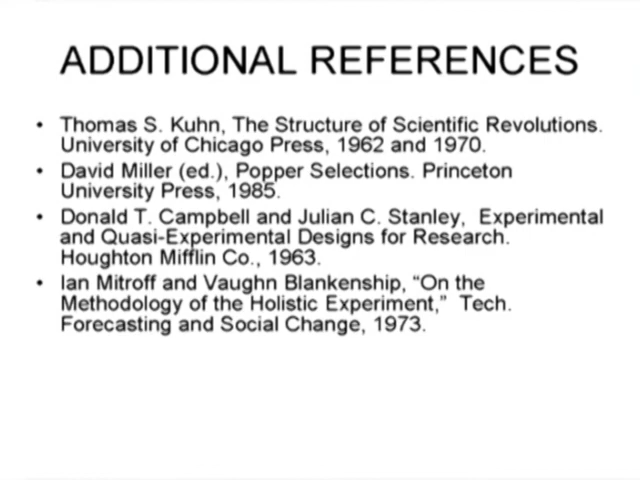 ADDITIONAL REFERENCES
• Thomas S. Kuhn, The Structure of Scientific Revolutions.
University of Chicago Press, 1962 and 1970.
• David Miller (ed.), Popper Selections. Princeton
University Press, 1985.
• Donald T. Campbell and Julian C. Stanley,  Experimental
and Quasi-Experimental Designs for Research.
Houghton Mifflin Co., 1963.
• Ian Mitroff and Vaughn Blankenship, “On the
Methodology of the Holistic Experiment,”  Tech.
Forecasting and Social Change, 1973.